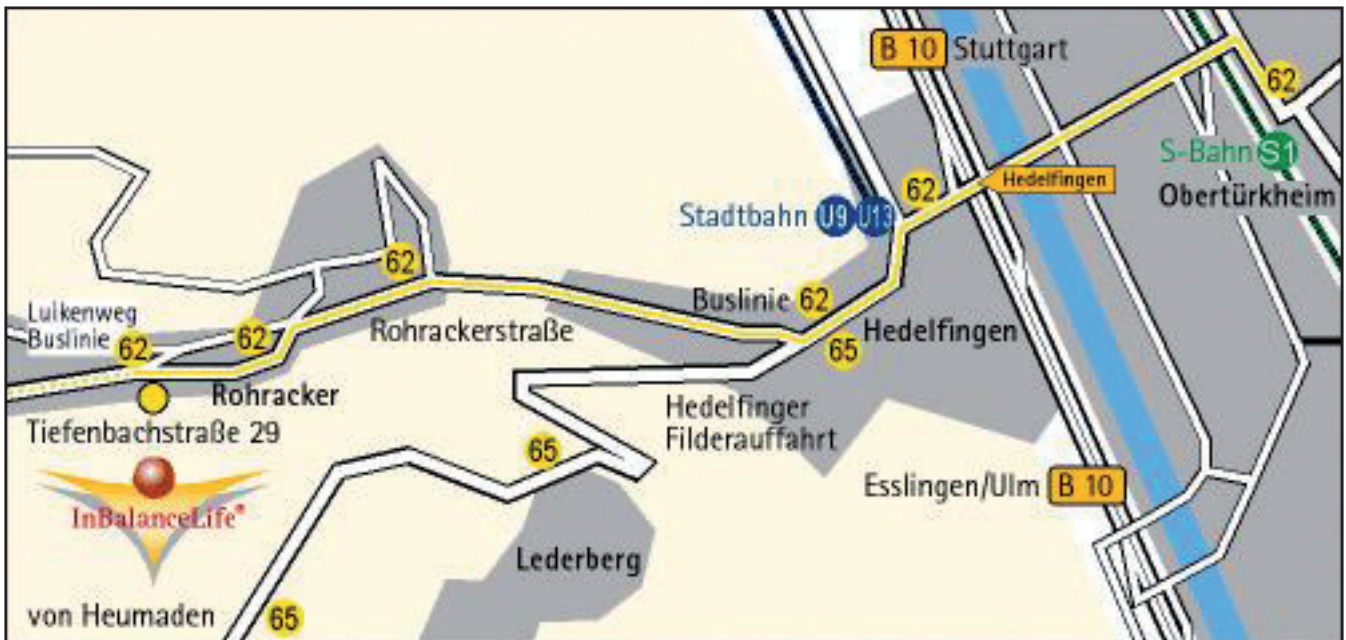 B 10 Stuttgart
62
S-Bahn S1
Obertürkheim
Hedelfingen
62
Stadtbahn U9 U13
62
Buslinie 62
Luikenweg
Buslinie 62
62
Rohrackerstraße
65
Hedelfingen
Rohracker
Tiefenbachstraße 29
Hedelfinger
Filderauffahrt
65
Esslingen/Ulm B 10
InBalanceLife®
Lederberg
von Heumaden
65